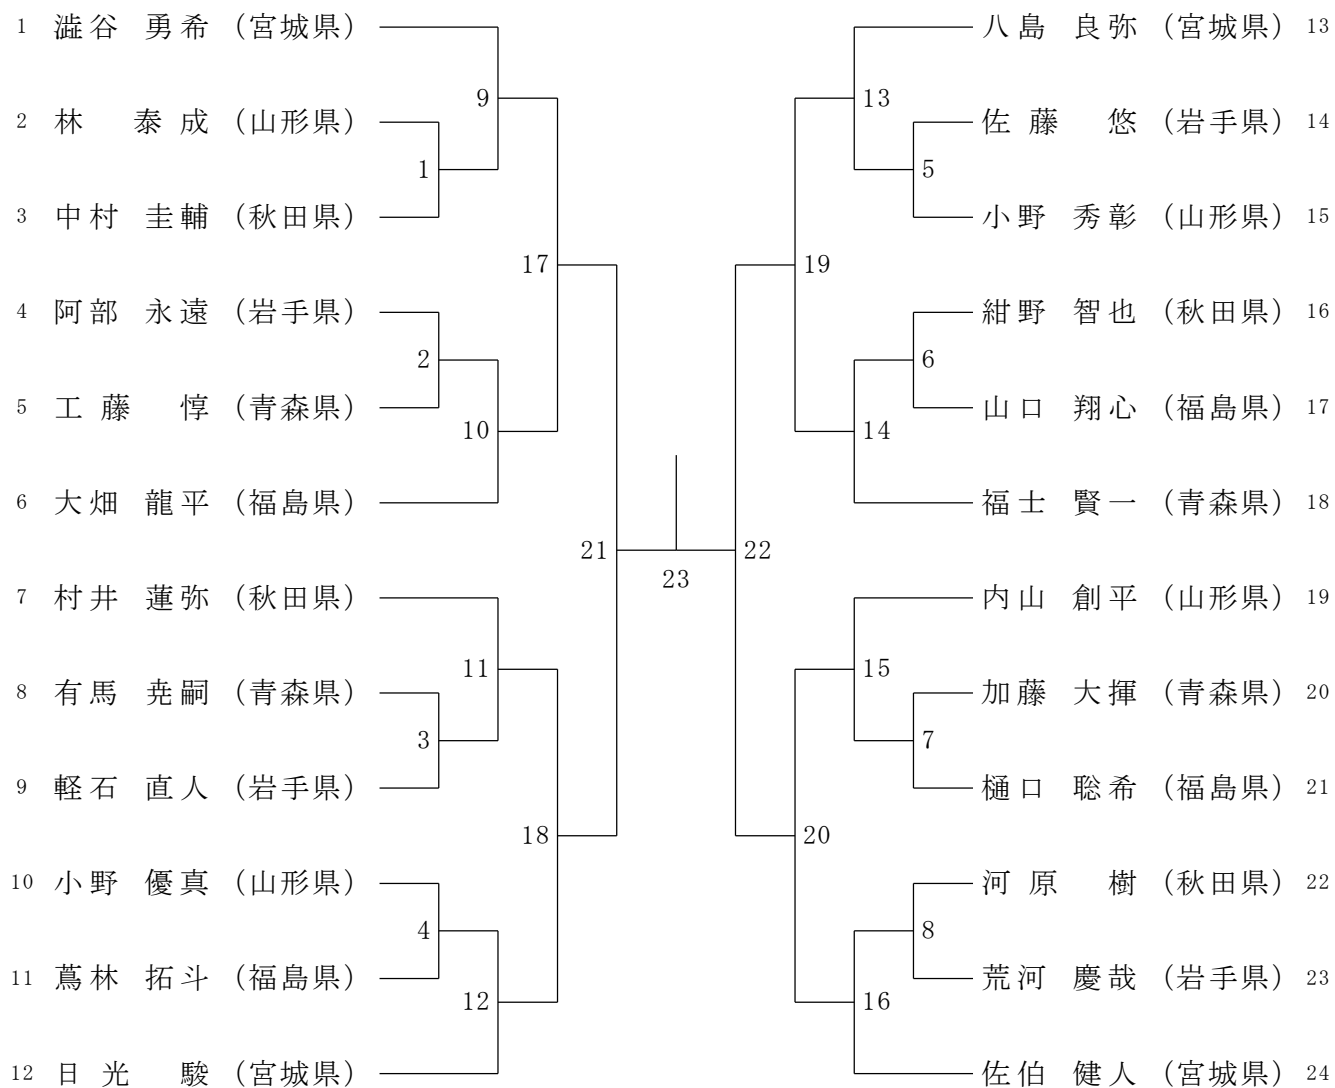 1 澁谷 勇希 (宮城県) 八島 良弥 (宮城県) 13
9 13
2 林 泰成 (山形県) 佐藤 悠 (岩手県) 14
1 5
3 中村 圭輔 (秋田県) 小野 秀彰 (山形県) 15
17 19
4 阿部 永遠 (岩手県) 紺野 智也 (秋田県) 16
2 6
5 工藤 惇 (青森県) 山口 翔心 (福島県) 17
10 14
6 大畑 龍平 (福島県) 福士 賢一 (青森県) 18
21 22
23
7 村井 蓮弥 (秋田県) 内山 創平 (山形県) 19
11 15
8 有馬 尭嗣 (青森県) 加藤 大揮 (青森県) 20
3 7
9 軽石 直人 (岩手県) 樋口 聡希 (福島県) 21
18 20
10 小野 優真 (山形県) 河原 樹 (秋田県) 22
4 8
11 蔦林 拓斗 (福島県) 荒河 慶哉 (岩手県) 23
12 16
12 日光 駿 (宮城県) 佐伯 健人 (宮城県) 24